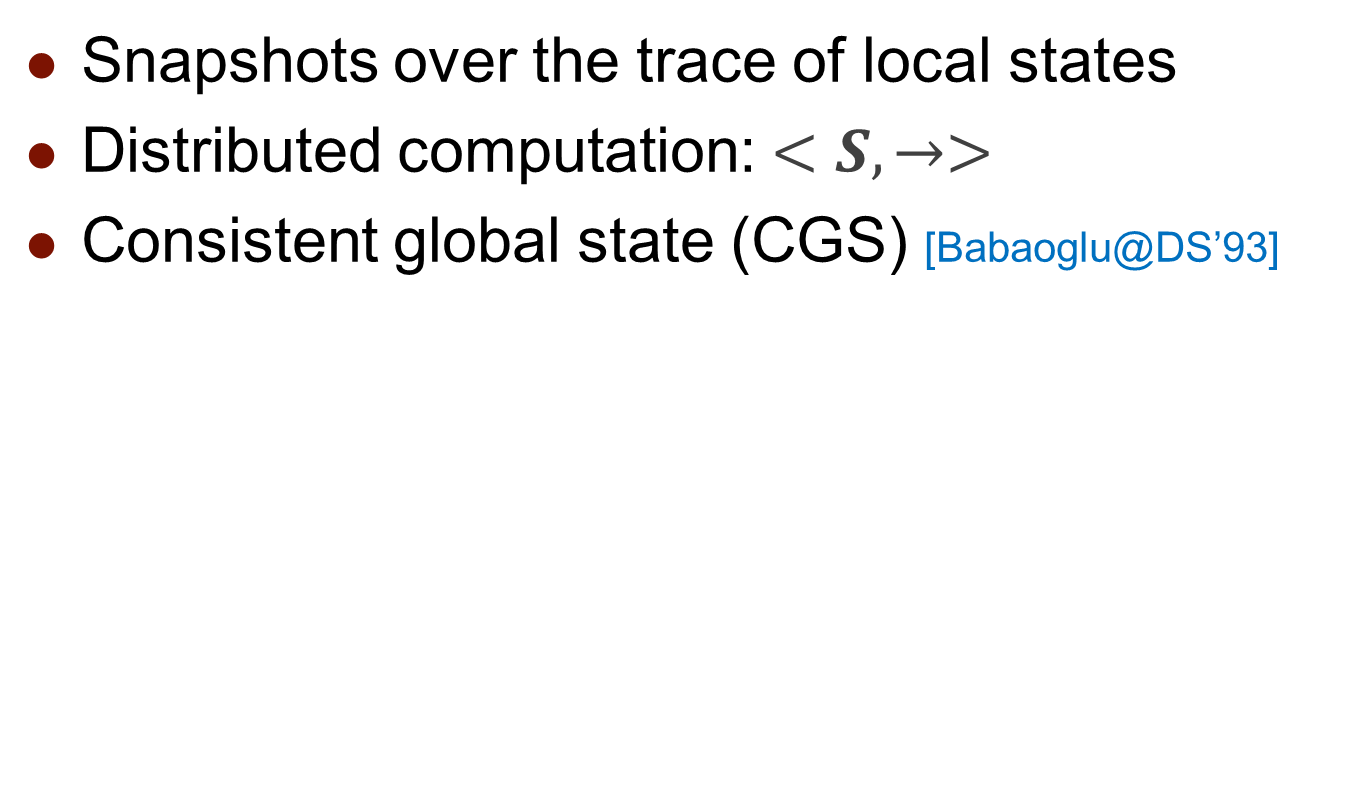 ● Snapshots over the trace of local states
● Distributed computation: < S, →>
● Consistent global state (CGS) [Babaoglu@DS’93]